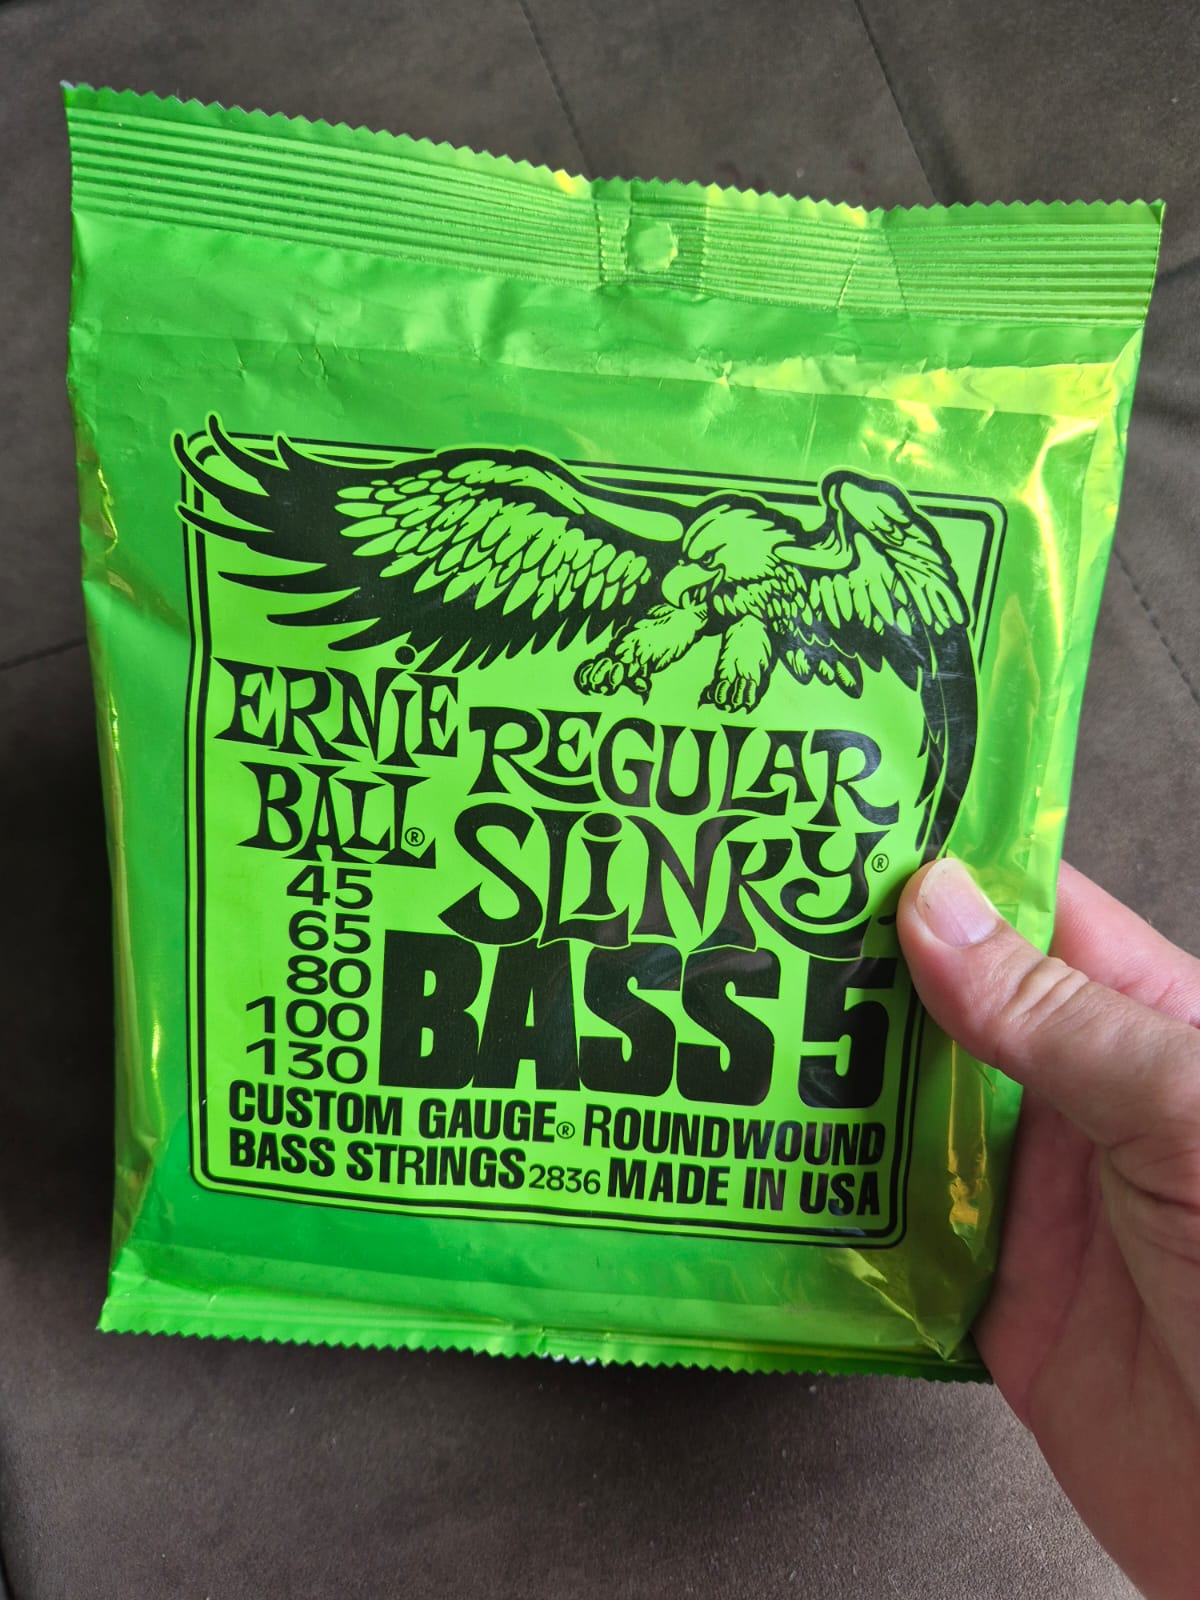 ERNiE
BALL®
REGULAR
SLiNKY®
45
65
80
100
130
BASS 5
CUSTOM GAUGE® ROUNDWOUND
BASS STRINGS 2836 MADE IN USA